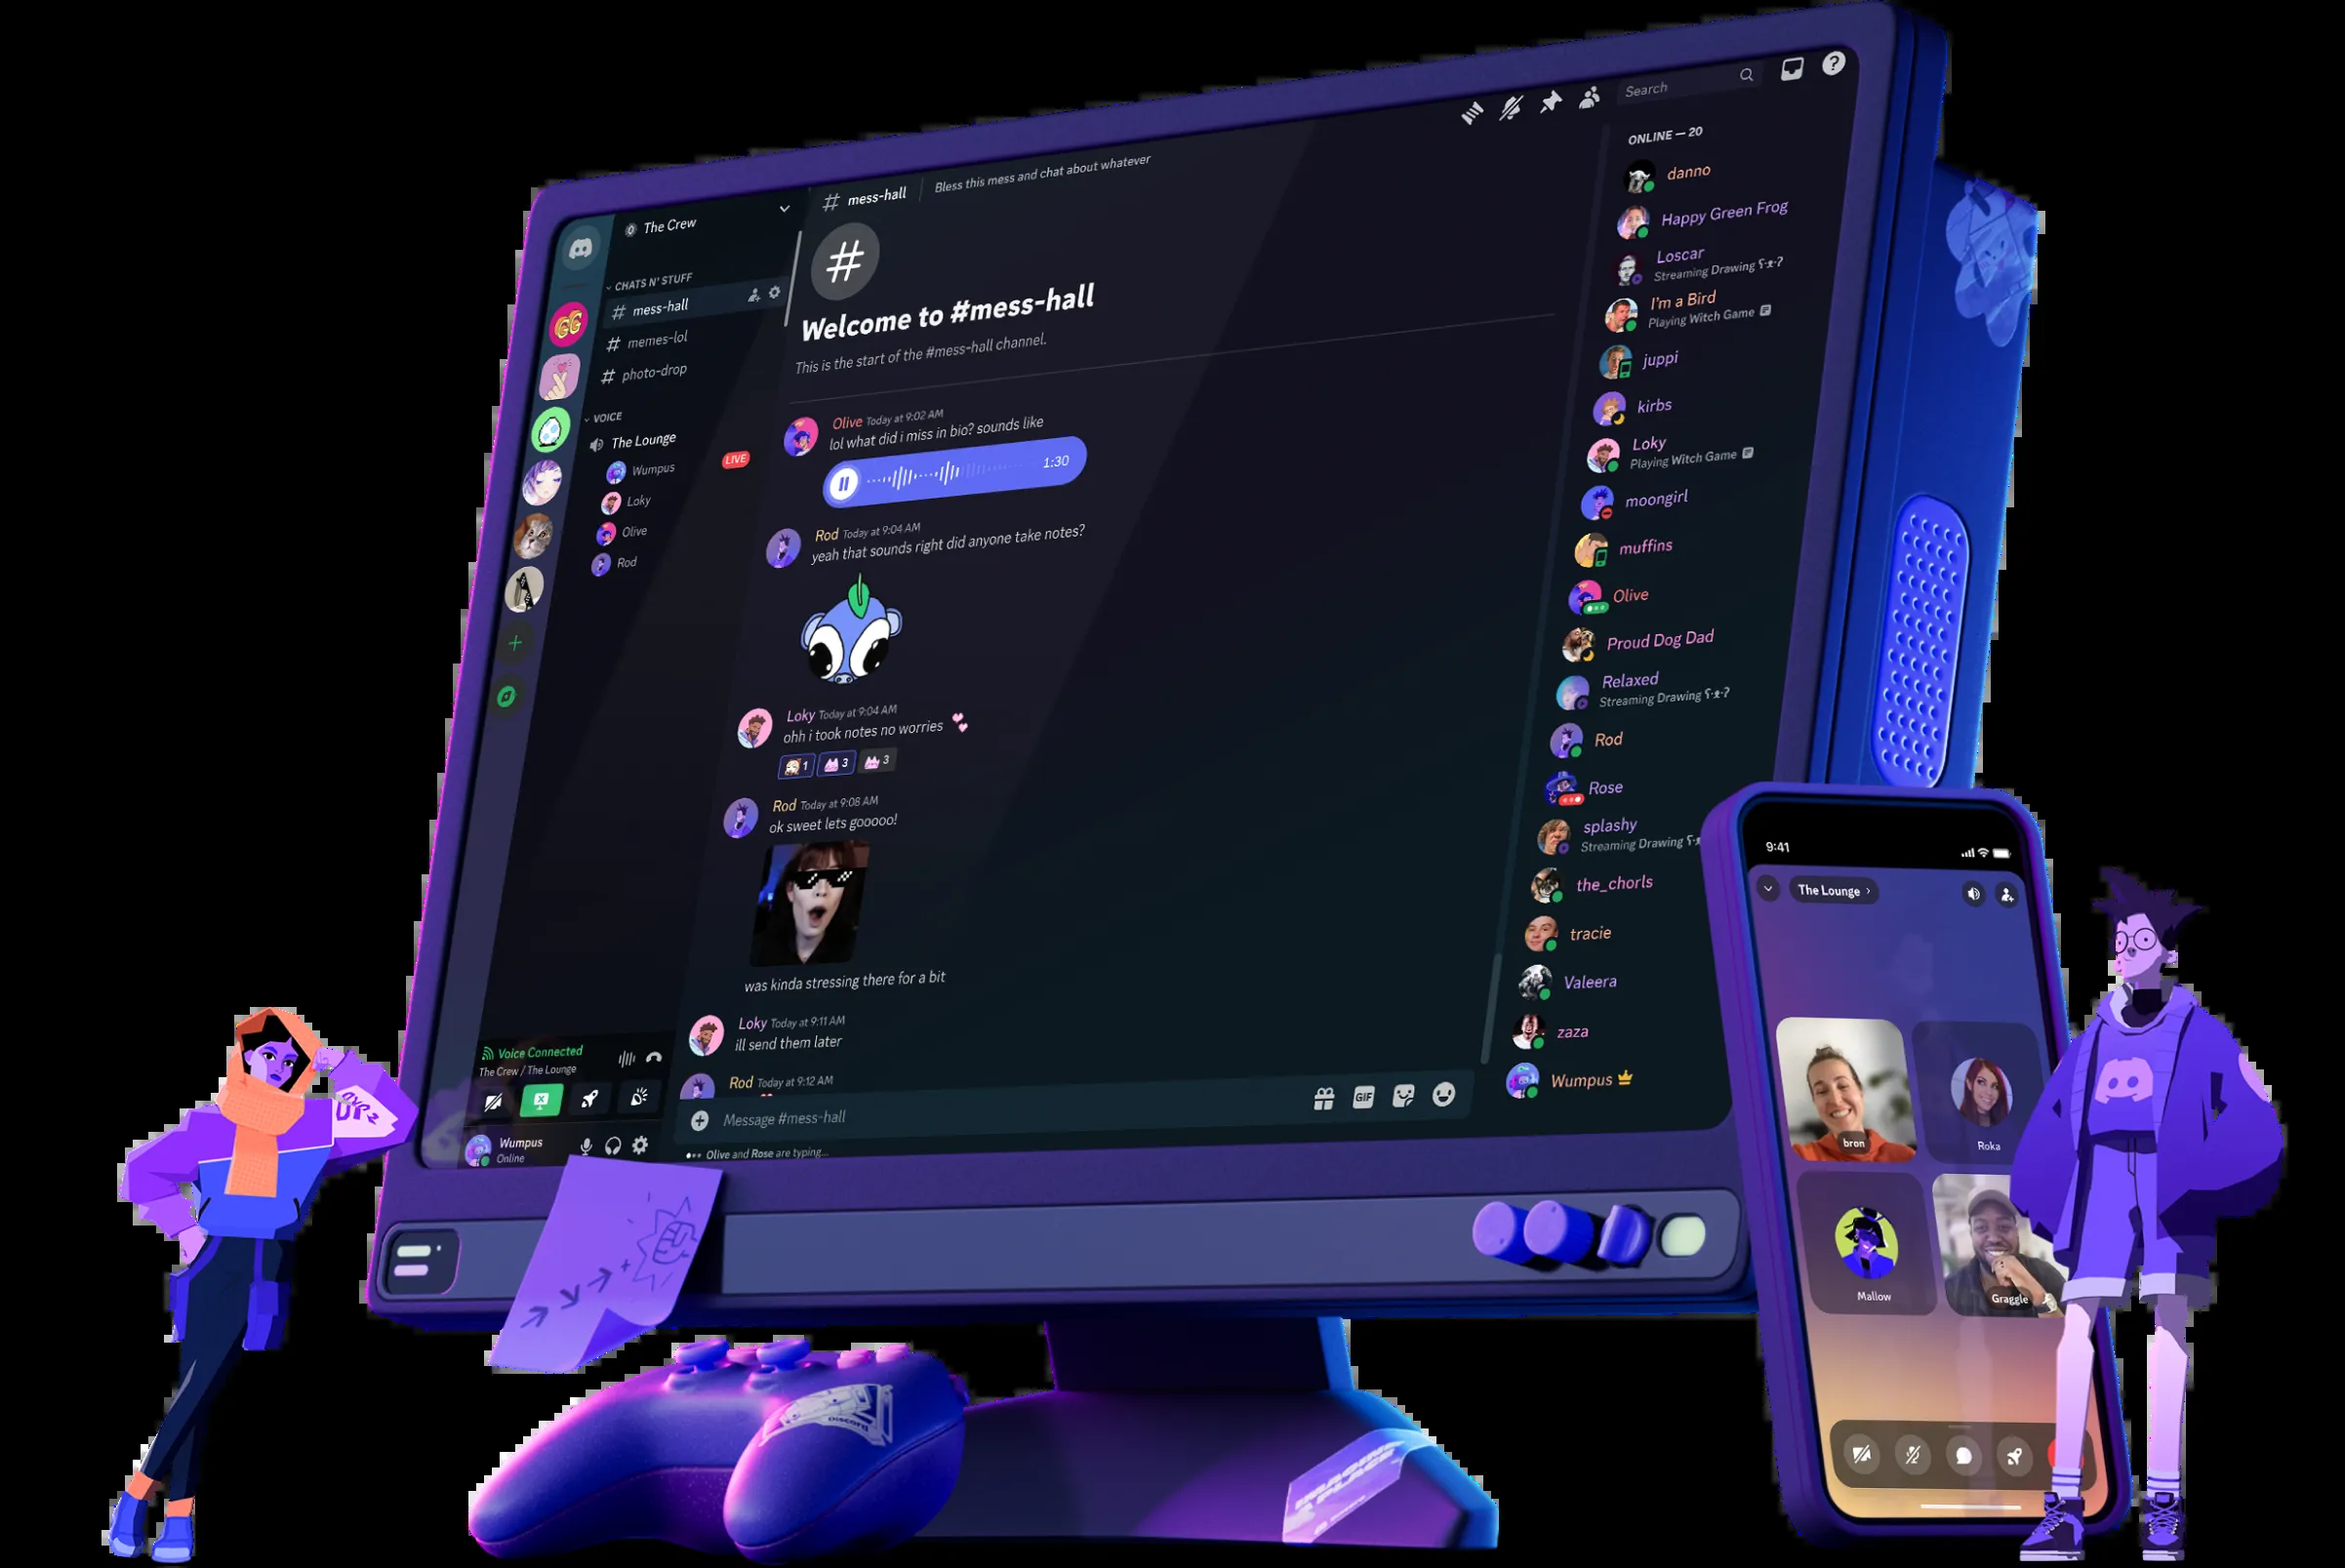 The Crew
CHATS N' STUFF
# mess-hall
# memes-lol
# photo-drop
VOICE
The Lounge
Wumpus
LIVE
Loky
Olive
Rod
Voice Connected
The Crew / The Lounge
Wumpus
Online
# mess-hall
Bless this mess and chat about whatever
Search
#
Welcome to #mess-hall
This is the start of the #mess-hall channel.
Olive Today at 9:02 AM
lol what did i miss in bio? sounds like
1:30
Rod Today at 9:04 AM
yeah that sounds right did anyone take notes?
Loky Today at 9:04 AM
ohh i took notes no worries
1 3 3
Rod Today at 9:08 AM
ok sweet lets gooooo!
was kinda stressing there for a bit
Loky Today at 9:11 AM
ill send them later
Rod Today at 9:12 AM
Message #mess-hall
GIF
Olive and Rose are typing...
ONLINE — 20
danno
Happy Green Frog
Loscar
Streaming Drawing ʕ·ᴥ·ʔ
I'm a Bird
Playing Witch Game
juppi
kirbs
Loky
Playing Witch Game
moongirl
muffins
Olive
Proud Dog Dad
Relaxed
Streaming Drawing ʕ·ᴥ·ʔ
Rod
Rose
splashy
Streaming Drawing
the_chorls
tracie
Valeera
zaza
Wumpus
9:41
The Lounge
bron
Roka
Mallow
Graggle
GG
Discord
IMAGINE
A PLACE